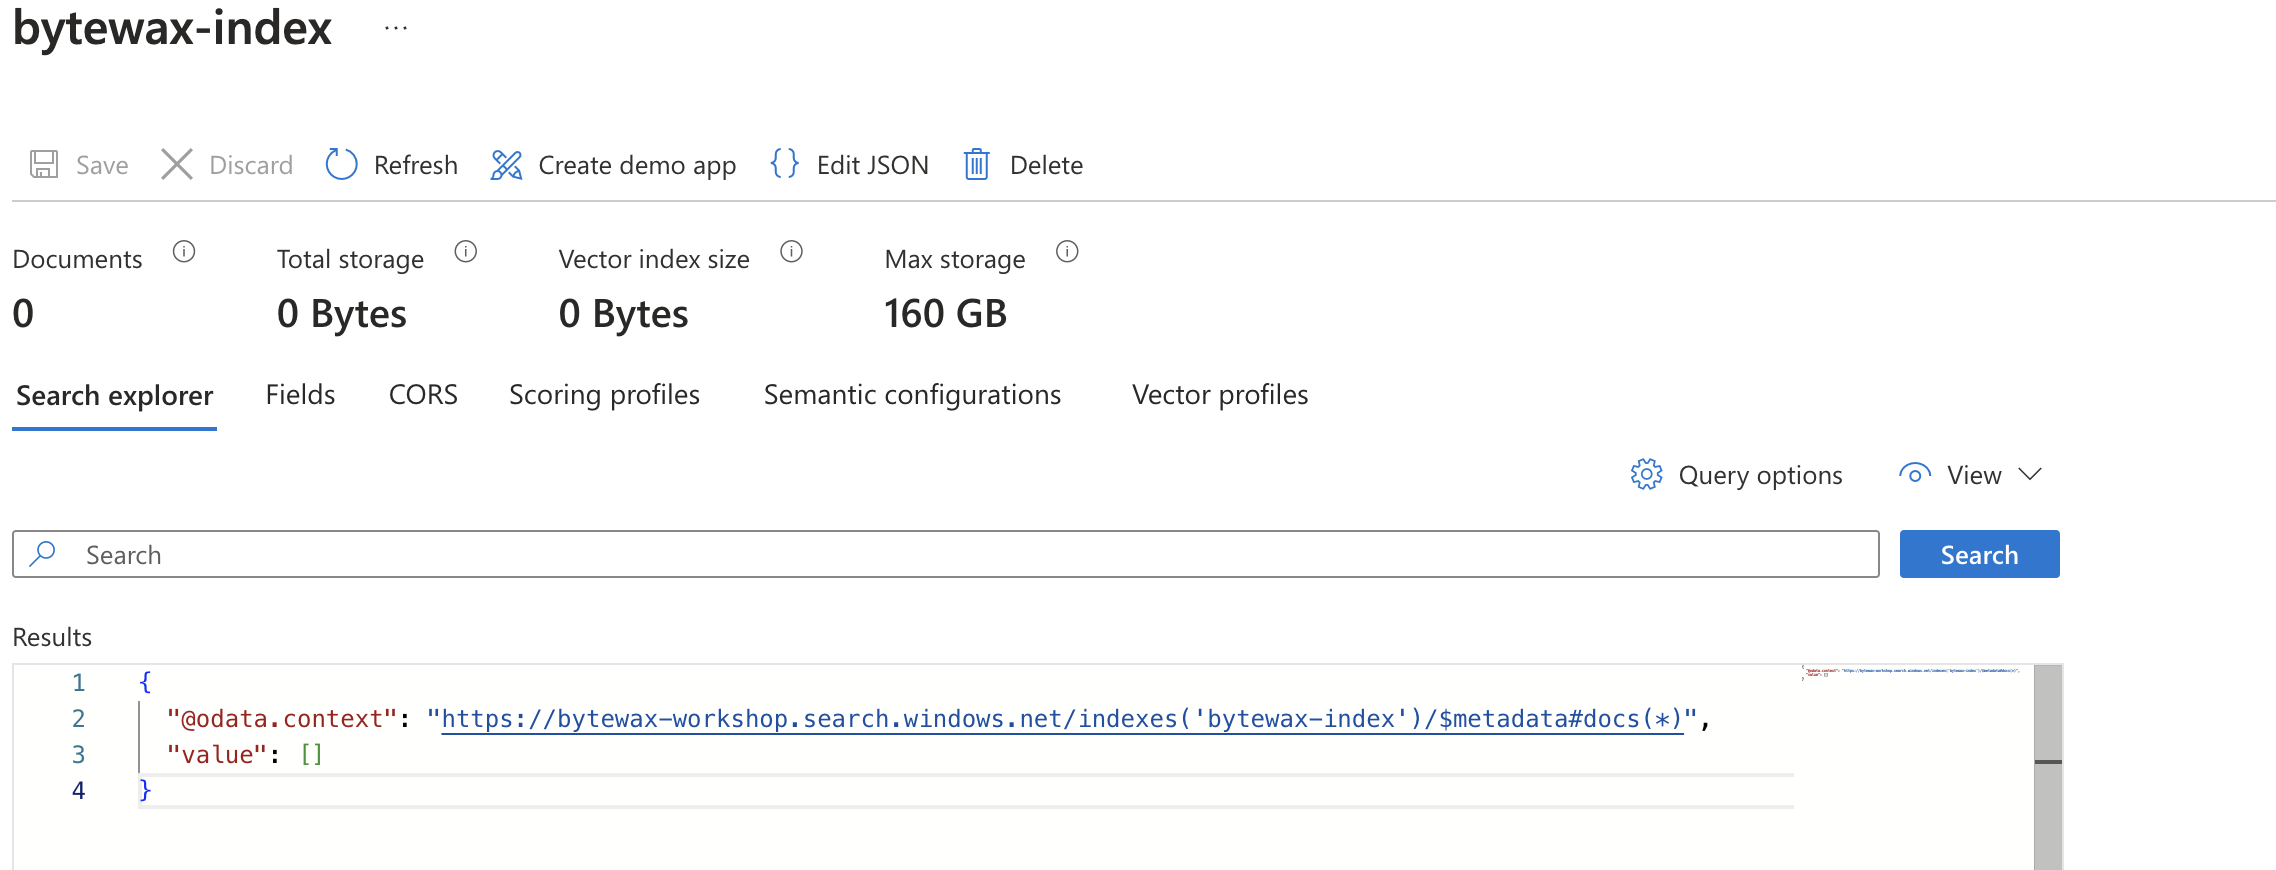 bytewax-index ...
Save Discard Refresh Create demo app {} Edit JSON Delete
Documents Total storage Vector index size Max storage
0 0 Bytes 0 Bytes 160 GB
Search explorer Fields CORS Scoring profiles Semantic configurations Vector profiles
Query options View
Search Search
Results
1 {
2 "@odata.context": "https://bytewax-workshop.search.windows.net/indexes('bytewax-index')/$metadata#docs(*)",
3 "value": []
4 }